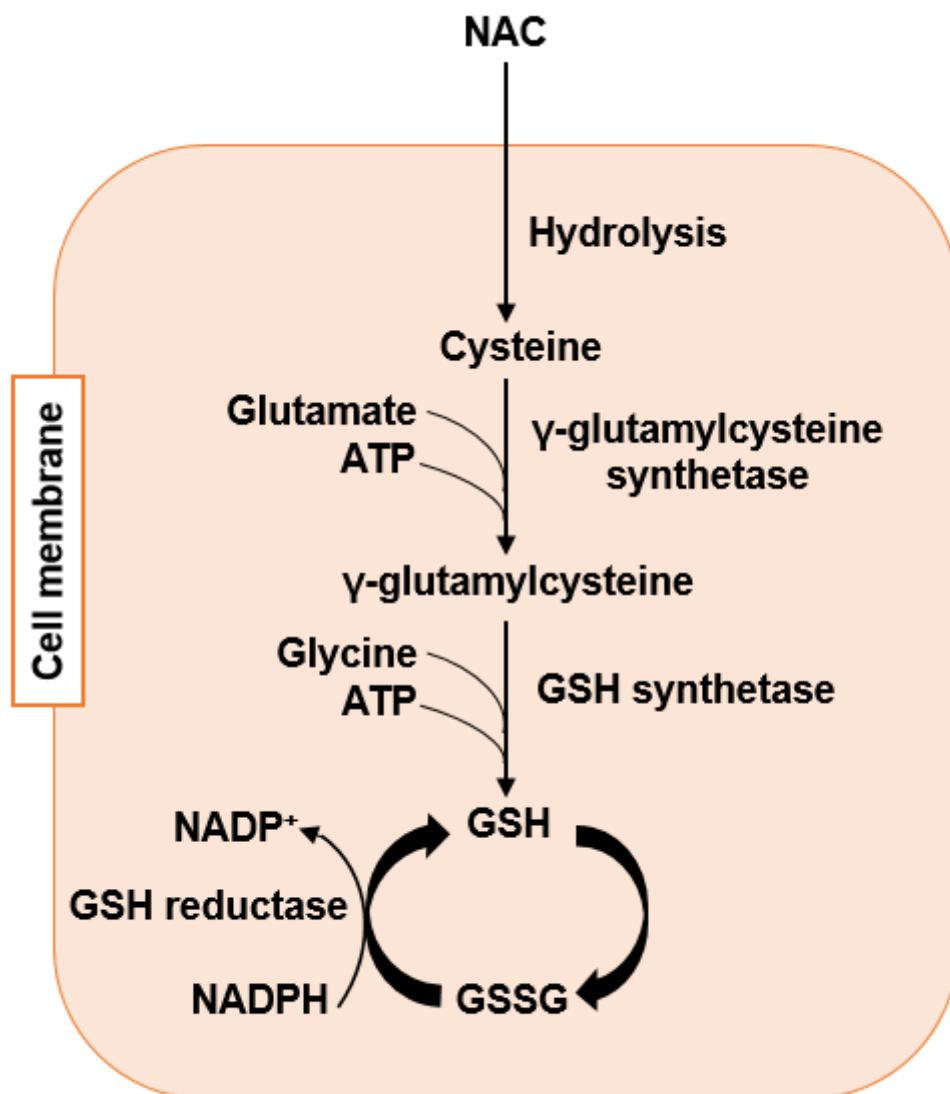 NAC
Hydrolysis
Cysteine
Glutamate
ATP
γ-glutamylcysteine
synthetase
Cell membrane
γ-glutamylcysteine
Glycine
ATP
GSH synthetase
NADP⁺
GSH
GSH reductase
NADPH
GSSG